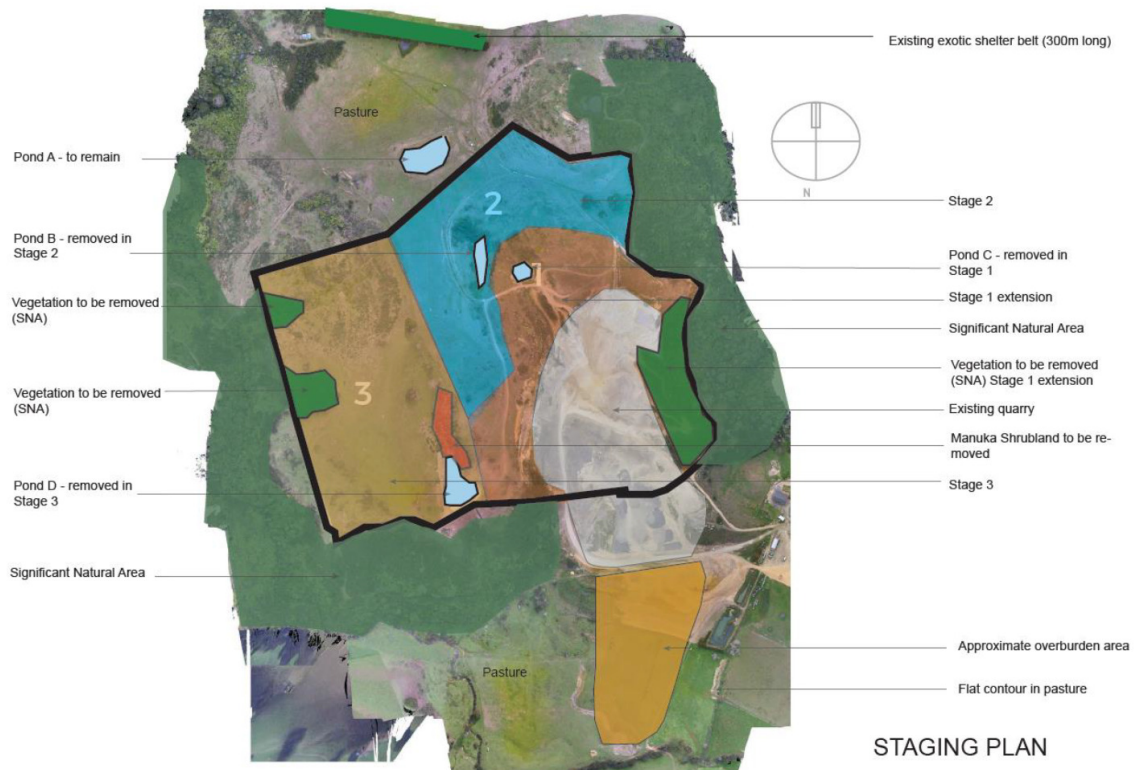 Existing exotic shelter belt (300m long)
Pasture
Pond A - to remain
2
Stage 2
Pond B - removed in
Stage 2
Pond C - removed in
Stage 1
1
Vegetation to be removed
(SNA)
Stage 1 extension
Significant Natural Area
Vegetation to be removed
(SNA) Stage 1 extension
Vegetation to be removed
(SNA)
3
Existing quarry
Manuka Shrubland to be re-
moved
Pond D - removed in
Stage 3
Stage 3
Significant Natural Area
Approximate overburden area
Pasture
Flat contour in pasture
N
STAGING PLAN